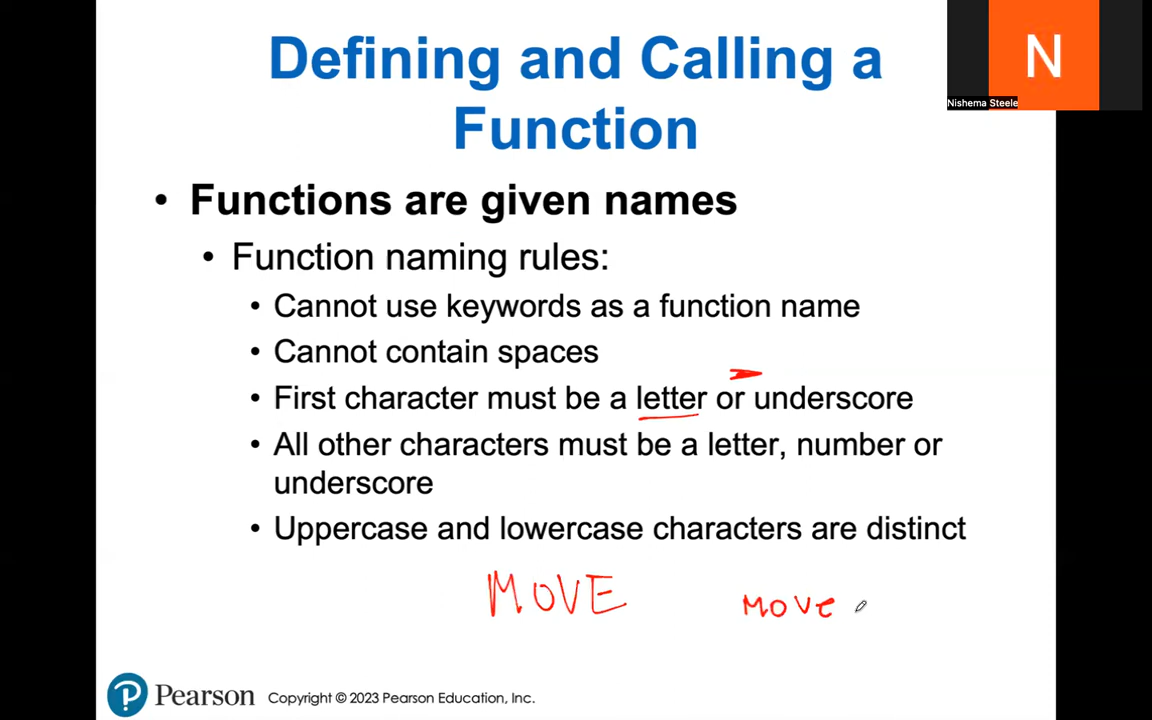 Defining and Calling a
Function
N
Nishema Steele
• Functions are given names
• Function naming rules:
• Cannot use keywords as a function name
• Cannot contain spaces
• First character must be a letter or underscore
• All other characters must be a letter, number or
underscore
• Uppercase and lowercase characters are distinct
MOVE move
P Pearson Copyright © 2023 Pearson Education, Inc.